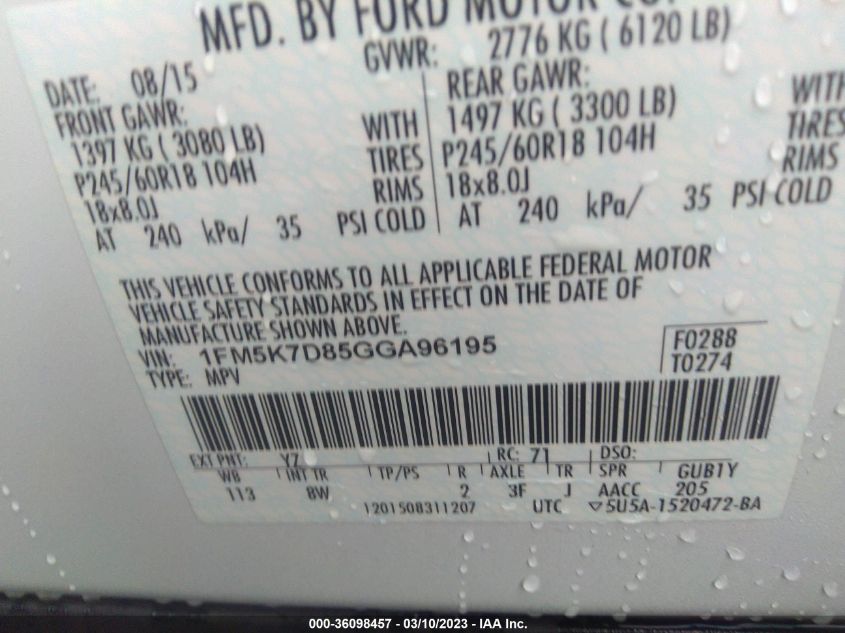 MFD. BY FORD MOTOR CO.
DATE: 08/15 GVWR: 2776 KG ( 6120 LB)
FRONT GAWR: REAR GAWR:
1397 KG ( 3080 LB) WITH 1497 KG ( 3300 LB) WITH
P245/60R18 104H TIRES P245/60R18 104H TIRES
18x8.0J RIMS 18x8.0J RIMS
AT 240 kPa/ 35 PSI COLD AT 240 kPa/ 35 PSI COLD
THIS VEHICLE CONFORMS TO ALL APPLICABLE FEDERAL MOTOR
VEHICLE SAFETY STANDARDS IN EFFECT ON THE DATE OF
MANUFACTURE SHOWN ABOVE.
VIN: 1FM5K7D85GGA96195 F0288
TYPE: MPV T0274
EXT PNT: YZ RC: 71 DSO:
WB INT TR TP/PS R AXLE TR SPR GUB1Y
113 8W 2 3F J AACC 205
1201508311207 UTC ▽5U5A-1520472-BA
000-36098457 - 03/10/2023 - IAA Inc.